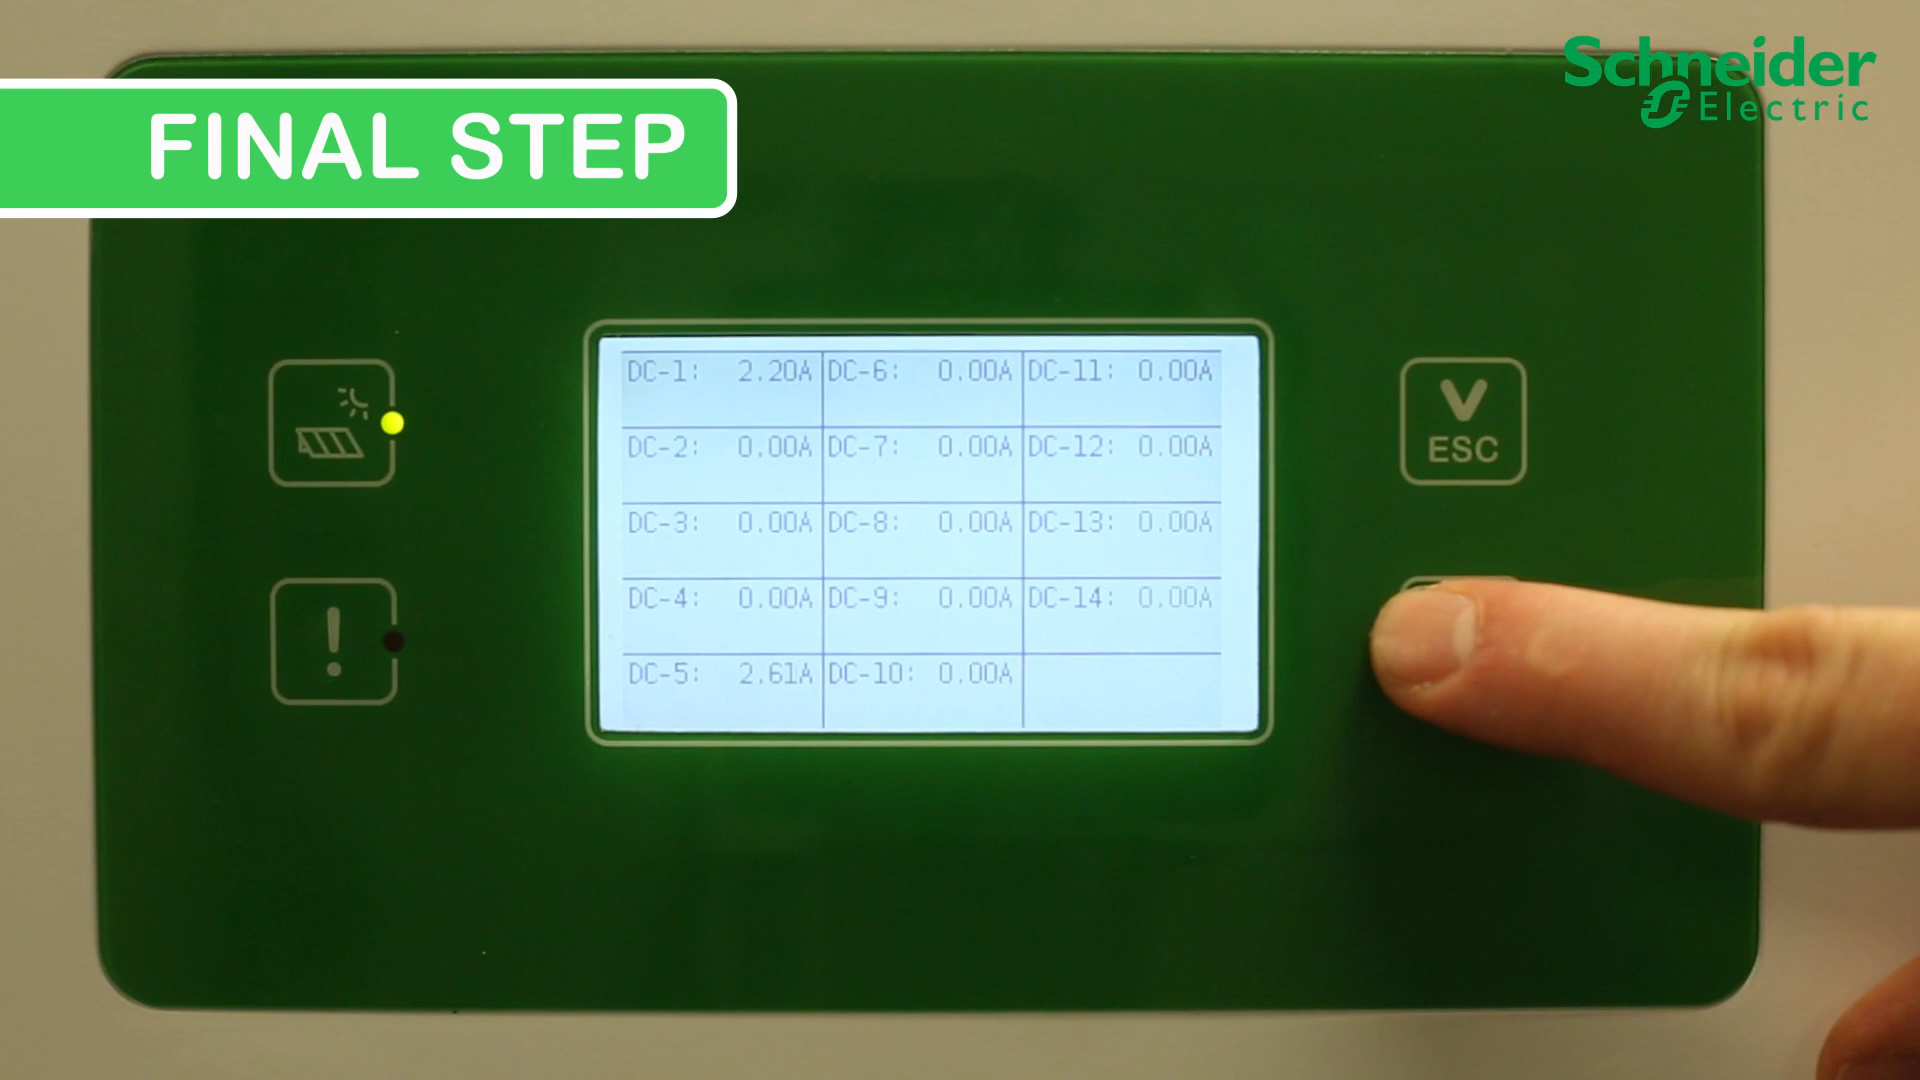 FINAL STEP
Schneider
Electric
DC-1: 2.20A DC-6: 0.00A DC-11: 0.00A
DC-2: 0.00A DC-7: 0.00A DC-12: 0.00A
DC-3: 0.00A DC-8: 0.00A DC-13: 0.00A
DC-4: 0.00A DC-9: 0.00A DC-14: 0.00A
DC-5: 2.61A DC-10: 0.00A
V
ESC
!